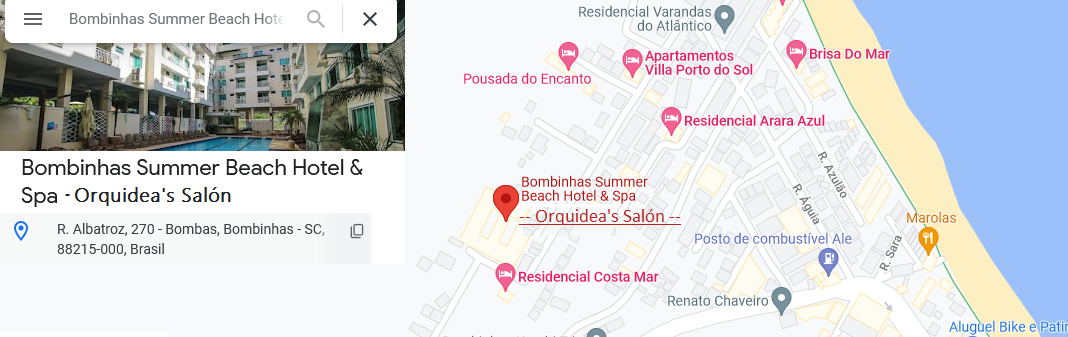 Bombinhas Summer Beach Hote
Bombinhas Summer Beach Hotel &
Spa - Orquidea's Salón
R. Albatroz, 270 - Bombas, Bombinhas - SC,
88215-000, Brasil
Residencial Varandas
do Atlântico
Apartamentos
Villa Porto do Sol
Brisa Do Mar
Pousada do Encanto
Residencial Arara Azul
R. Azulão
R. Águia
Bombinhas Summer
Beach Hotel & Spa
-- Orquidea's Salón --
Marolas
Posto de combustível Ale
R. Sara
Residencial Costa Mar
Renato Chaveiro
Aluguel Bike e Patin